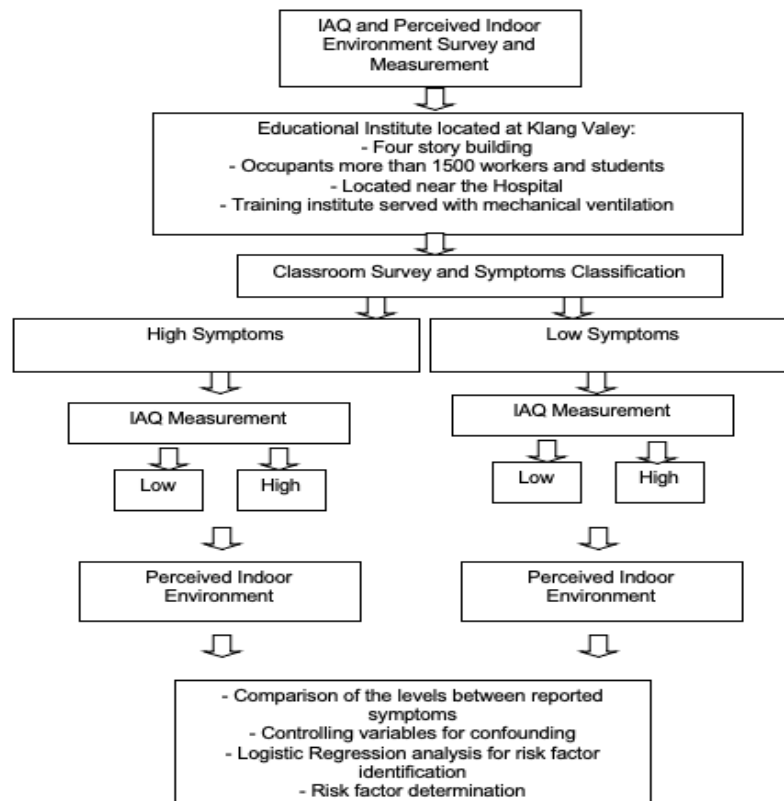 IAQ and Perceived Indoor
Environment Survey and
Measurement
Educational Institute located at Klang Valey:
- Four story building
- Occupants more than 1500 workers and students
- Located near the Hospital
- Training institute served with mechanical ventilation
Classroom Survey and Symptoms Classification
High Symptoms
Low Symptoms
IAQ Measurement
IAQ Measurement
Low
High
Low
High
Perceived Indoor
Environment
Perceived Indoor
Environment
- Comparison of the levels between reported
symptoms
- Controlling variables for confounding
- Logistic Regression analysis for risk factor
identification
- Risk factor determination